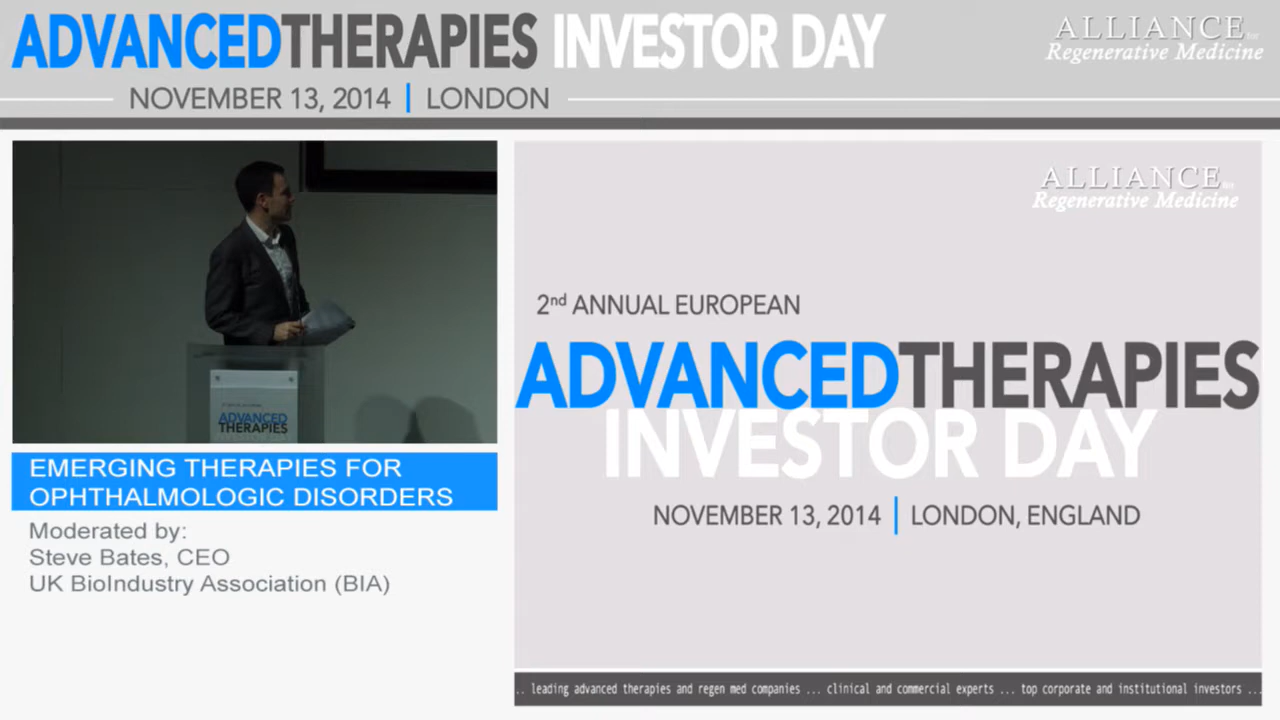 ADVANCEDTHERAPIES INVESTOR DAY
NOVEMBER 13, 2014 | LONDON
ALLIANCE for
Regenerative Medicine
ADVANCED
THERAPIES
EMERGING THERAPIES FOR
OPHTHALMOLOGIC DISORDERS
Moderated by:
Steve Bates, CEO
UK BioIndustry Association (BIA)
ALLIANCE for
Regenerative Medicine
2nd ANNUAL EUROPEAN
ADVANCEDTHERAPIES
INVESTOR DAY
NOVEMBER 13, 2014 | LONDON, ENGLAND
.. leading advanced therapies and regen med companies ... clinical and commercial experts ... top corporate and institutional investors ...